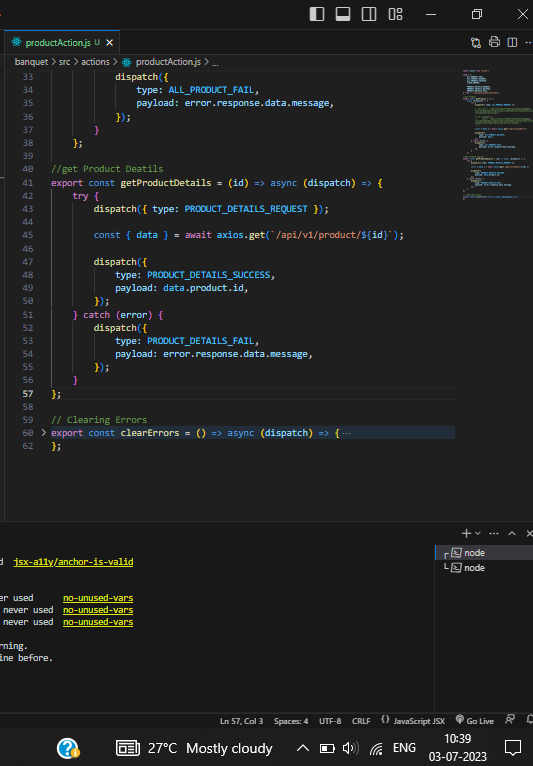 productAction.js U
banquet > src > actions > productAction.js > ...
33 dispatch({
34 type: ALL_PRODUCT_FAIL,
35 payload: error.response.data.message,
36 });
37 }
38 };
39
40 //get Product Deatils
41 export const getProductDetails = (id) => async (dispatch) => {
42 try {
43 dispatch({ type: PRODUCT_DETAILS_REQUEST });
44
45 const { data } = await axios.get(`/api/v1/product/${id}`);
46
47 dispatch({
48 type: PRODUCT_DETAILS_SUCCESS,
49 payload: data.product.id,
50 });
51 } catch (error) {
52 dispatch({
53 type: PRODUCT_DETAILS_FAIL,
54 payload: error.response.data.message,
55 });
56 }
57 };
58
59 // Clearing Errors
60 export const clearErrors = () => async (dispatch) => { ...
62 };
d jsx-a11y/anchor-is-valid
node
node
er used no-unused-vars
never used no-unused-vars
never used no-unused-vars
rning.
ine before.
Ln 57, Col 3 Spaces: 4 UTF-8 CRLF {} JavaScript JSX Go Live
27°C Mostly cloudy ENG 10:39
03-07-2023